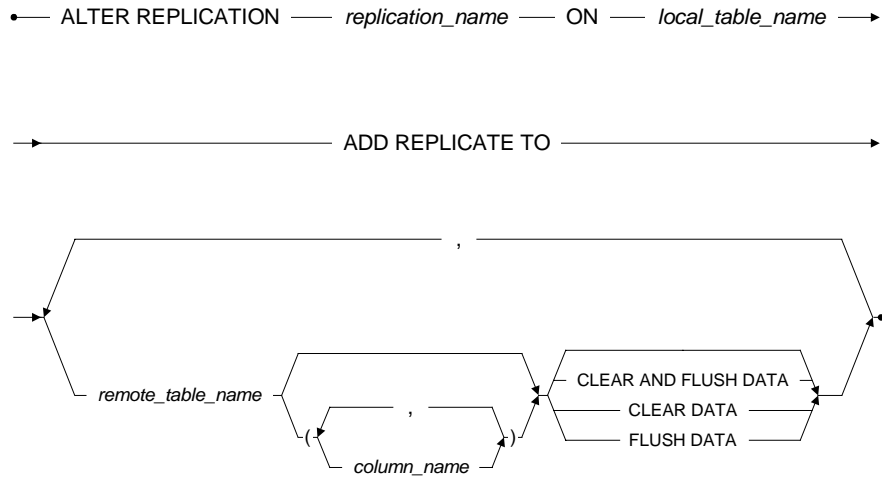 ALTER REPLICATION replication_name ON local_table_name
ADD REPLICATE TO
,
remote_table_name
CLEAR AND FLUSH DATA
CLEAR DATA
FLUSH DATA
( , )
column_name